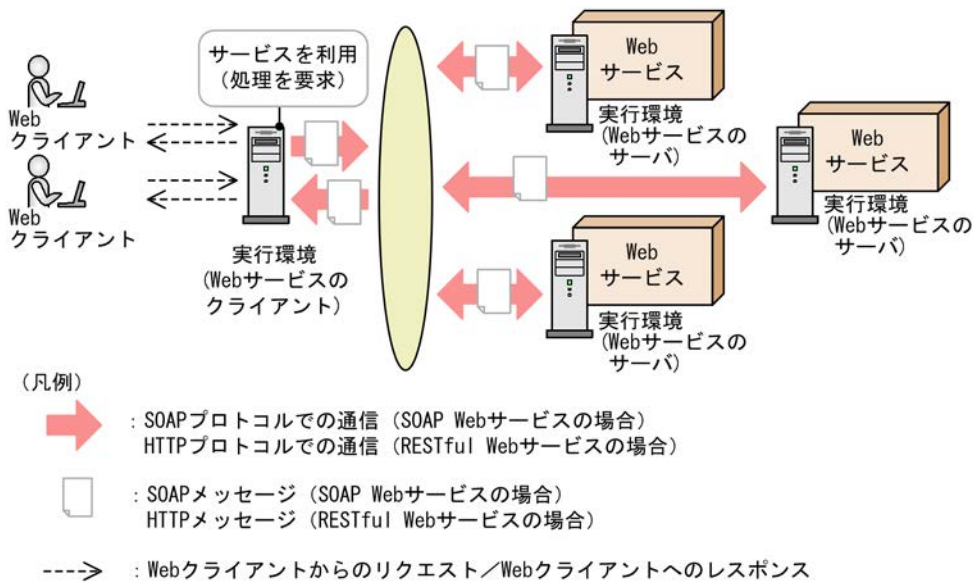 サービスを利用
(処理を要求)
Web
クライアント
Web
クライアント
実行環境
(Webサービスの
クライアント)
Web
サービス
実行環境
(Webサービスの
サーバ)
Web
サービス
実行環境
(Webサービスの
サーバ)
Web
サービス
実行環境
(Webサービスの
サーバ)
(凡例)
:SOAPプロトコルでの通信(SOAP Webサービスの場合)
HTTPプロトコルでの通信(RESTful Webサービスの場合)
:SOAPメッセージ(SOAP Webサービスの場合)
HTTPメッセージ(RESTful Webサービスの場合)
:Webクライアントからのリクエスト/Webクライアントへのレスポンス